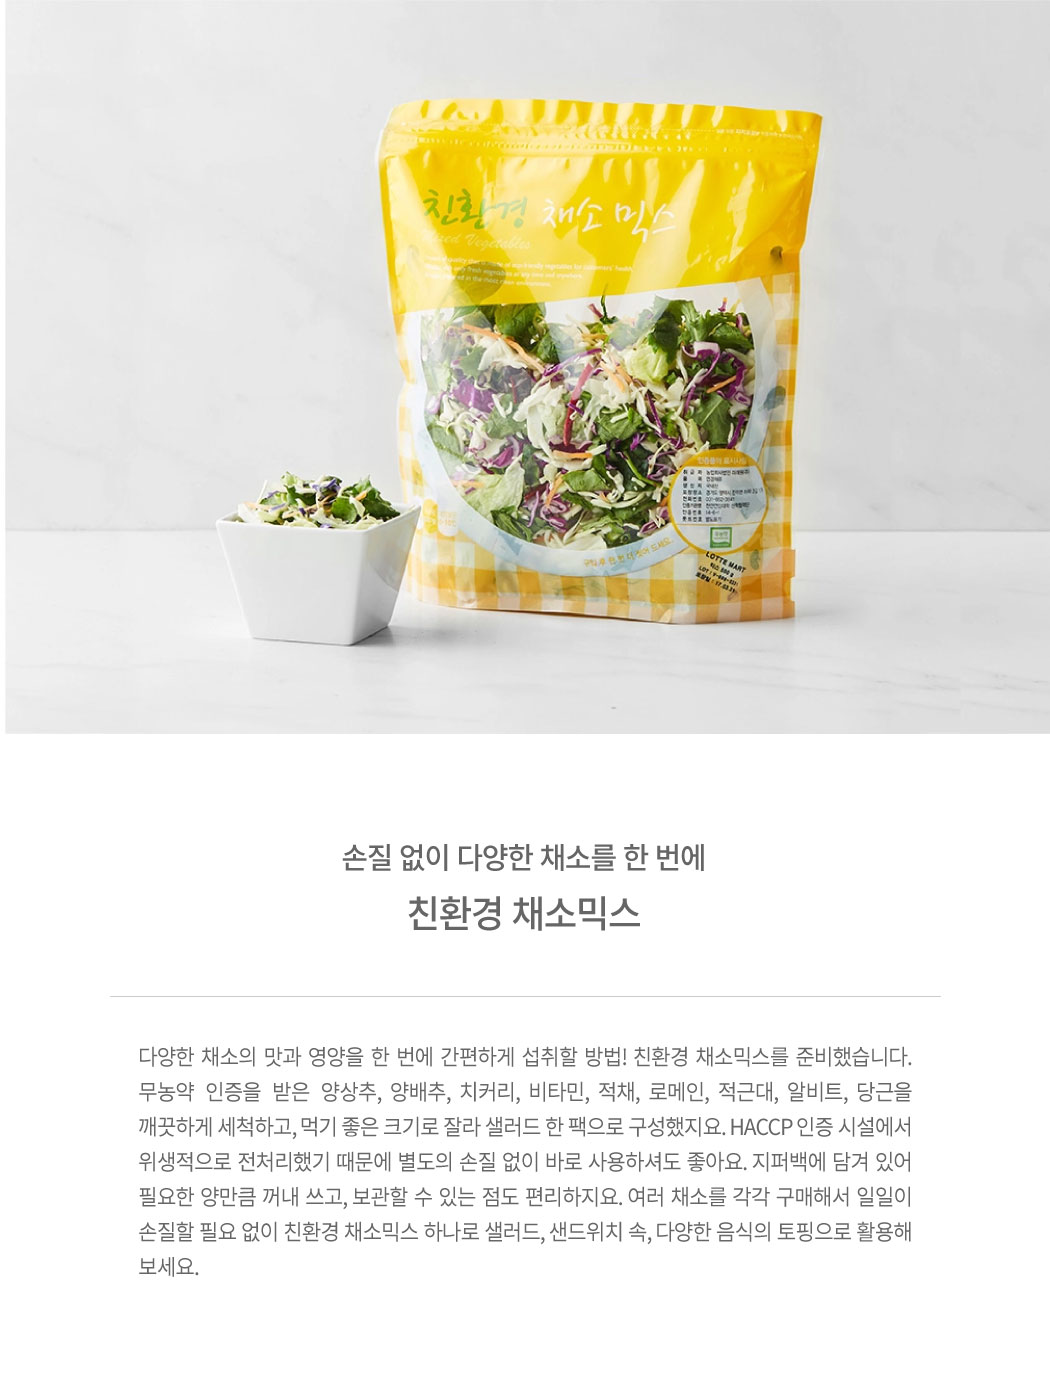 친환경 채소 믹스
Mixed Vegetables
LOTTE MART
손질 없이 다양한 채소를 한 번에
친환경 채소믹스
다양한 채소의 맛과 영양을 한 번에 간편하게 섭취할 방법! 친환경 채소믹스를 준비했습니다.
무농약 인증을 받은 양상추, 양배추, 치커리, 비타민, 적채, 로메인, 적근대, 알비트, 당근을
깨끗하게 세척하고, 먹기 좋은 크기로 잘라 샐러드 한 팩으로 구성했지요. HACCP 인증 시설에서
위생적으로 전처리했기 때문에 별도의 손질 없이 바로 사용하셔도 좋아요. 지퍼백에 담겨 있어
필요한 양만큼 꺼내 쓰고, 보관할 수 있는 점도 편리하지요. 여러 채소를 각각 구매해서 일일이
손질할 필요 없이 친환경 채소믹스 하나로 샐러드, 샌드위치 속, 다양한 음식의 토핑으로 활용해
보세요.